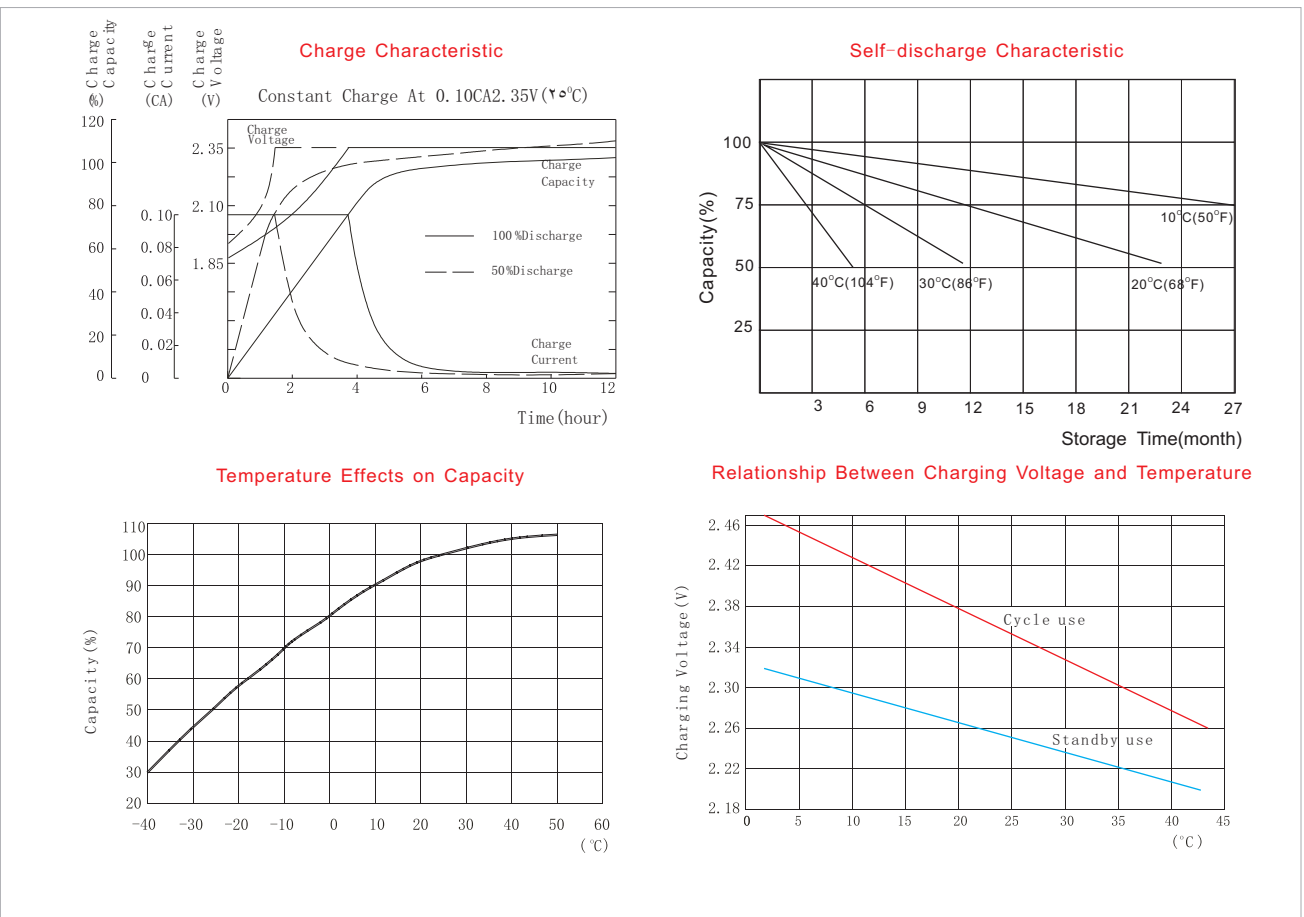 Charge Characteristic
Charge Capacity (%)
Charge Current (CA)
Charge Voltage (V)
Constant Charge At 0.10CA2.35V(٢٥°C)
120
100
80
60
40
20
0
0.10
0.08
0.06
0.04
0.02
0
2.35
2.10
1.85
Charge
Voltage
Charge
Capacity
100%Discharge
50%Discharge
Charge
Current
0 2 4 6 8 10 12
Time(hour)
Self-discharge Characteristic
Capacity(%)
100
75
50
25
10°C(50°F)
40°C(104°F) 30°C(86°F) 20°C(68°F)
3 6 9 12 15 18 21 24 27
Storage Time(month)
Temperature Effects on Capacity
Capacity(%)
110
100
90
80
70
60
50
40
30
20
-40 -30 -20 -10 0 10 20 30 40 50 60
(°C)
Relationship Between Charging Voltage and Temperature
Charging Voltage(V)
2.46
2.42
2.38
2.34
2.30
2.26
2.22
2.18
Cycle use
Standby use
0 5 10 15 20 25 30 35 40 45
(°C)